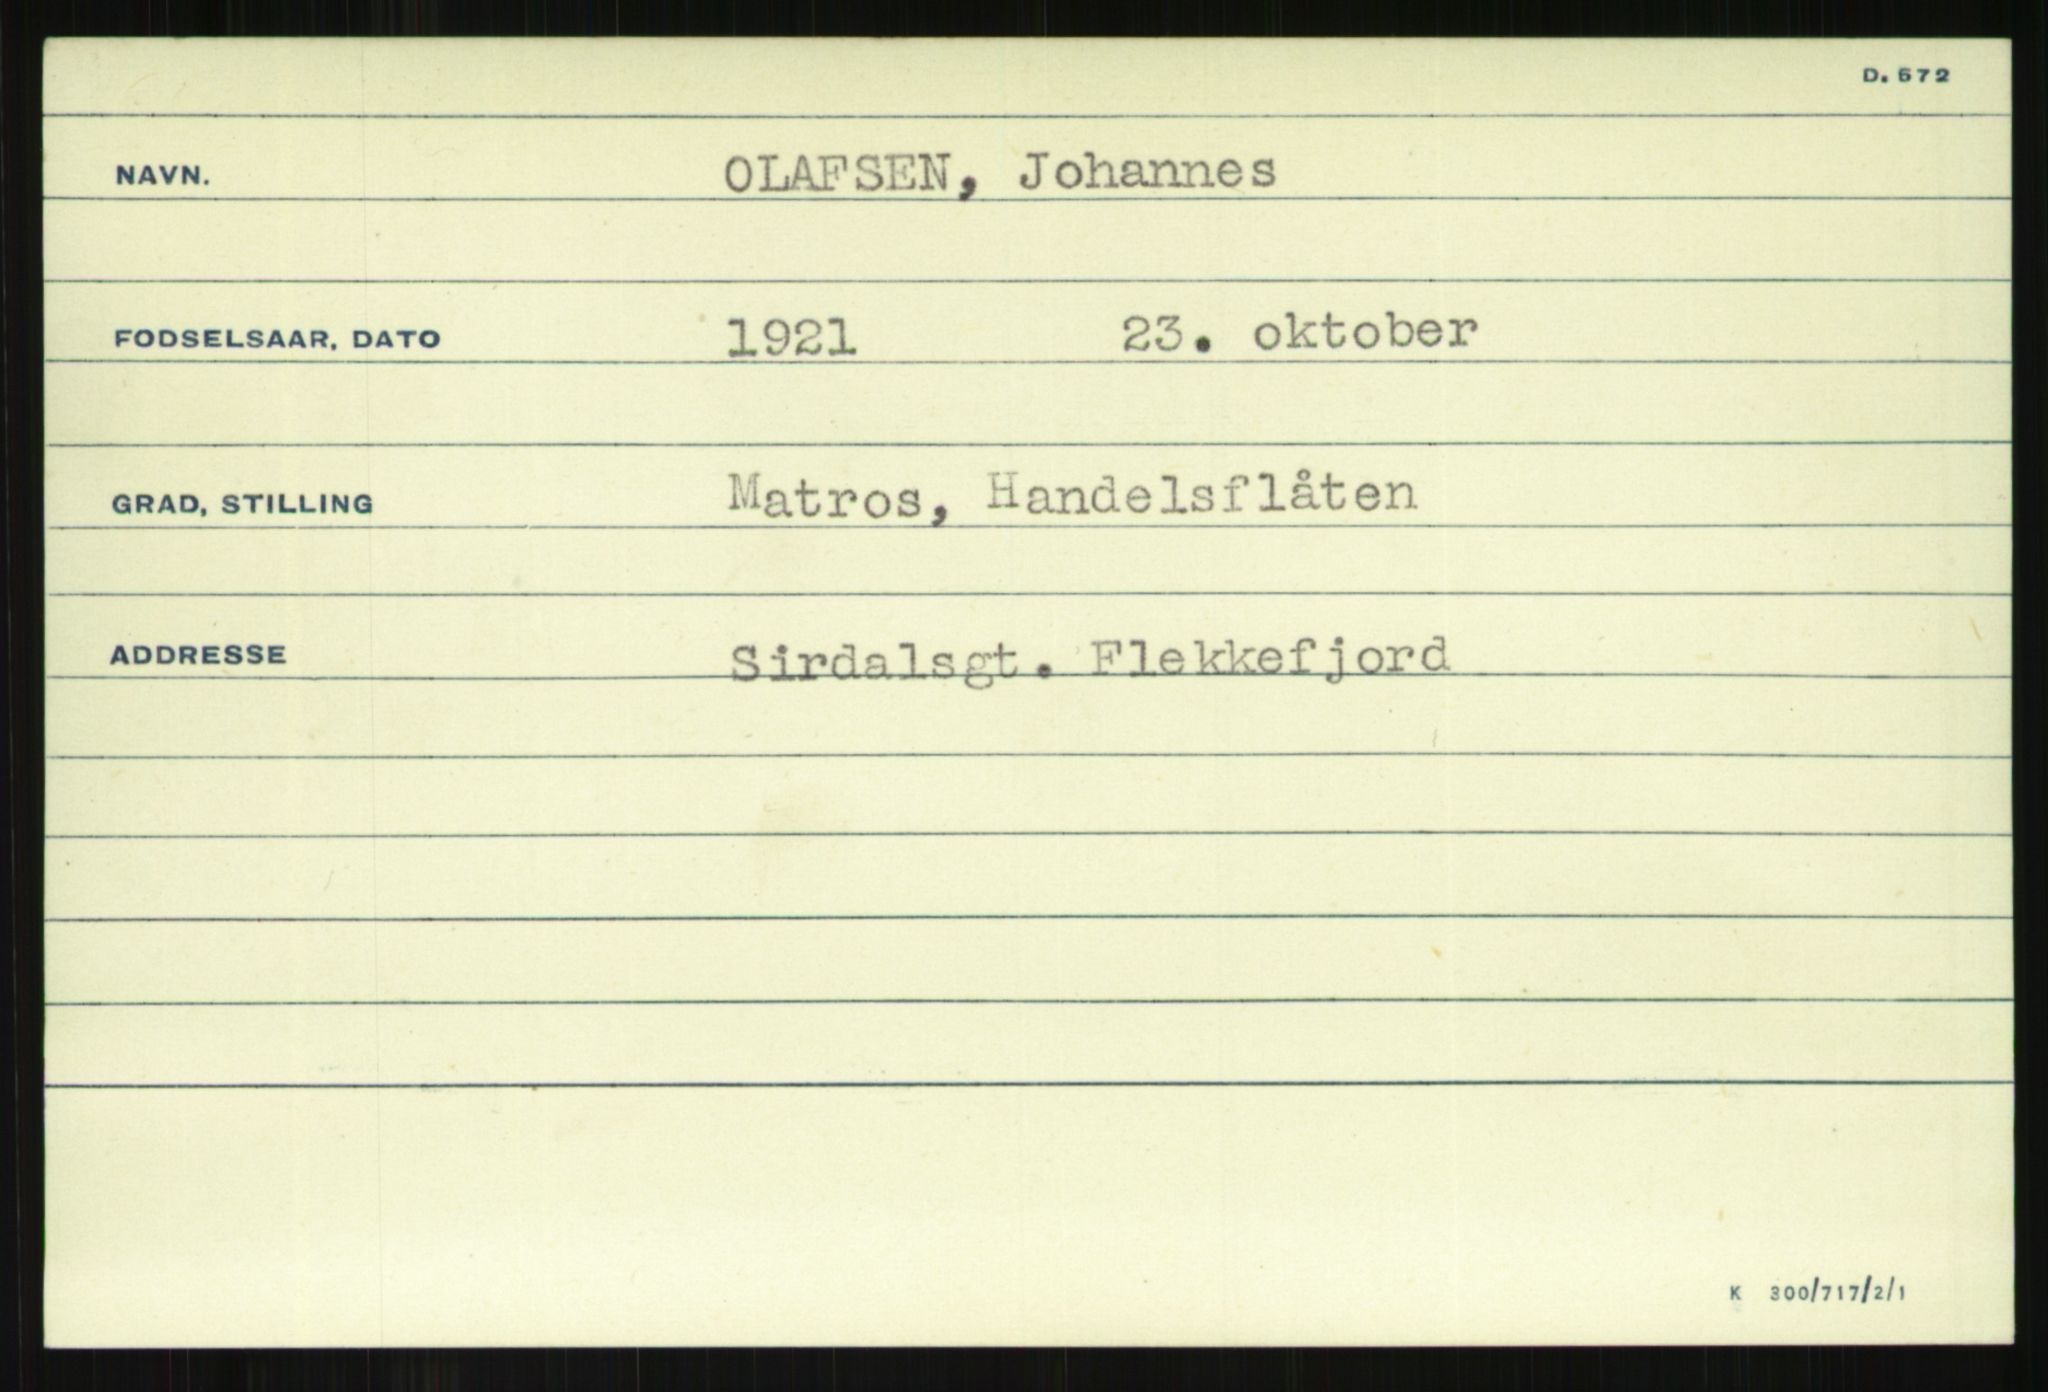 D. 572
NAVN. OLAFSEN, Johannes
FODSELSAAR, DATO 1921 23. oktober
GRAD, STILLING Matros, Handelsflåten
ADDRESSE Sirdalsgt. Flekkefjord
K 300/717/2/1